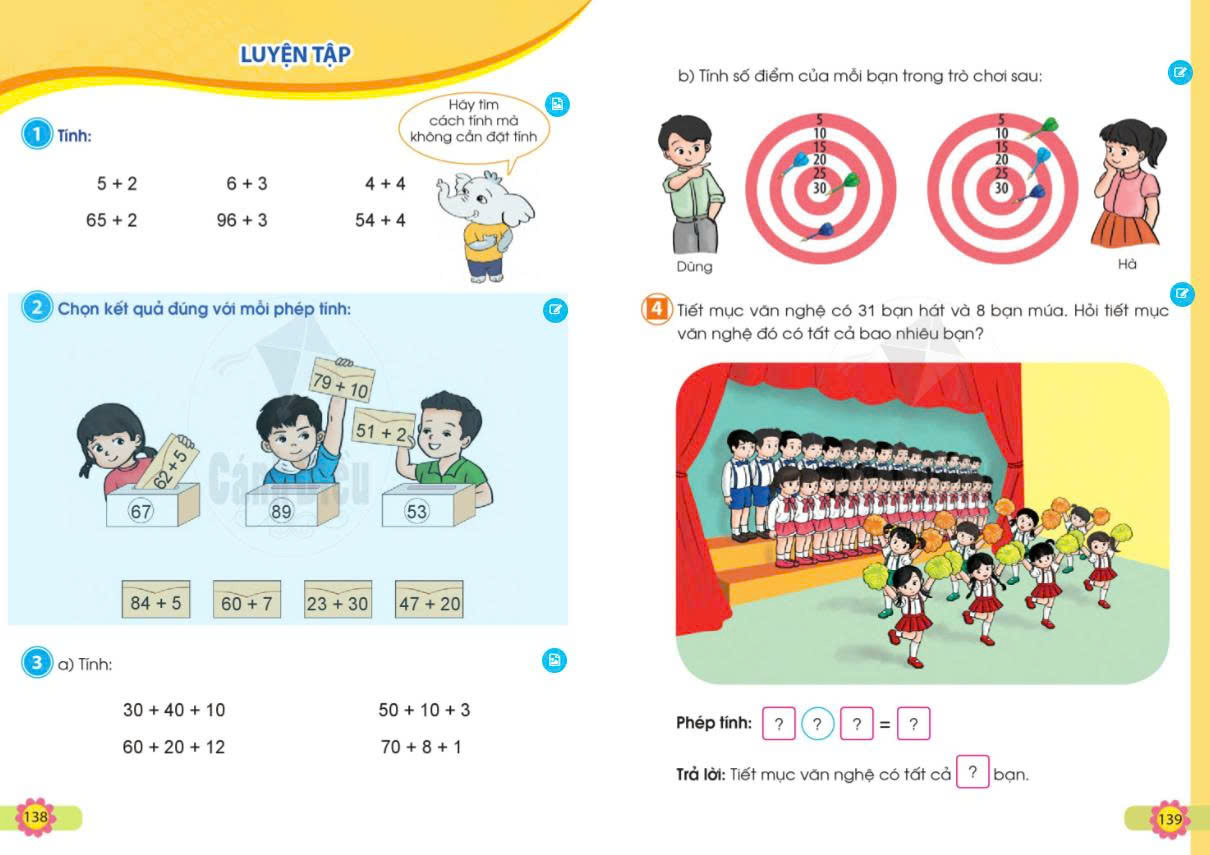 LUYỆN TẬP
Hãy tìm
cách tính mà
không cần đặt tính
1 Tính:
5 + 2 6 + 3 4 + 4
65 + 2 96 + 3 54 + 4
2 Chọn kết quả đúng với mỗi phép tính:
79 + 10
51 + 2
62 + 5
67 89 53
Cánh Diều
84 + 5 60 + 7 23 + 30 47 + 20
3 a) Tính:
30 + 40 + 10 50 + 10 + 3
60 + 20 + 12 70 + 8 + 1
138
b) Tính số điểm của mỗi bạn trong trò chơi sau:
5
10
15
20
25
30
Dũng
5
10
15
20
25
30
Hà
4 Tiết mục văn nghệ có 31 bạn hát và 8 bạn múa. Hỏi tiết mục
văn nghệ đó có tất cả bao nhiêu bạn?
Phép tính: ? ? ? = ?
Trả lời: Tiết mục văn nghệ có tất cả ? bạn.
139